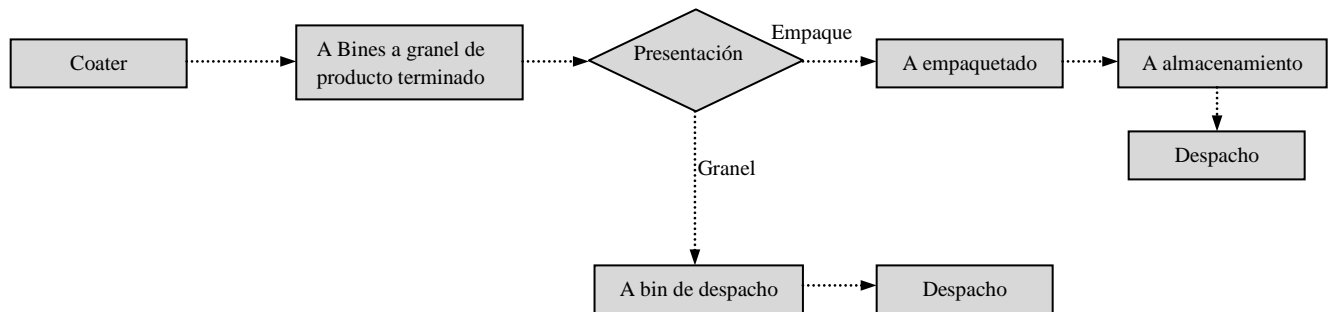 Coater
A Bines a granel de
producto terminado
Presentación
Empaque
A empaquetado
A almacenamiento
Despacho
Granel
A bin de despacho
Despacho